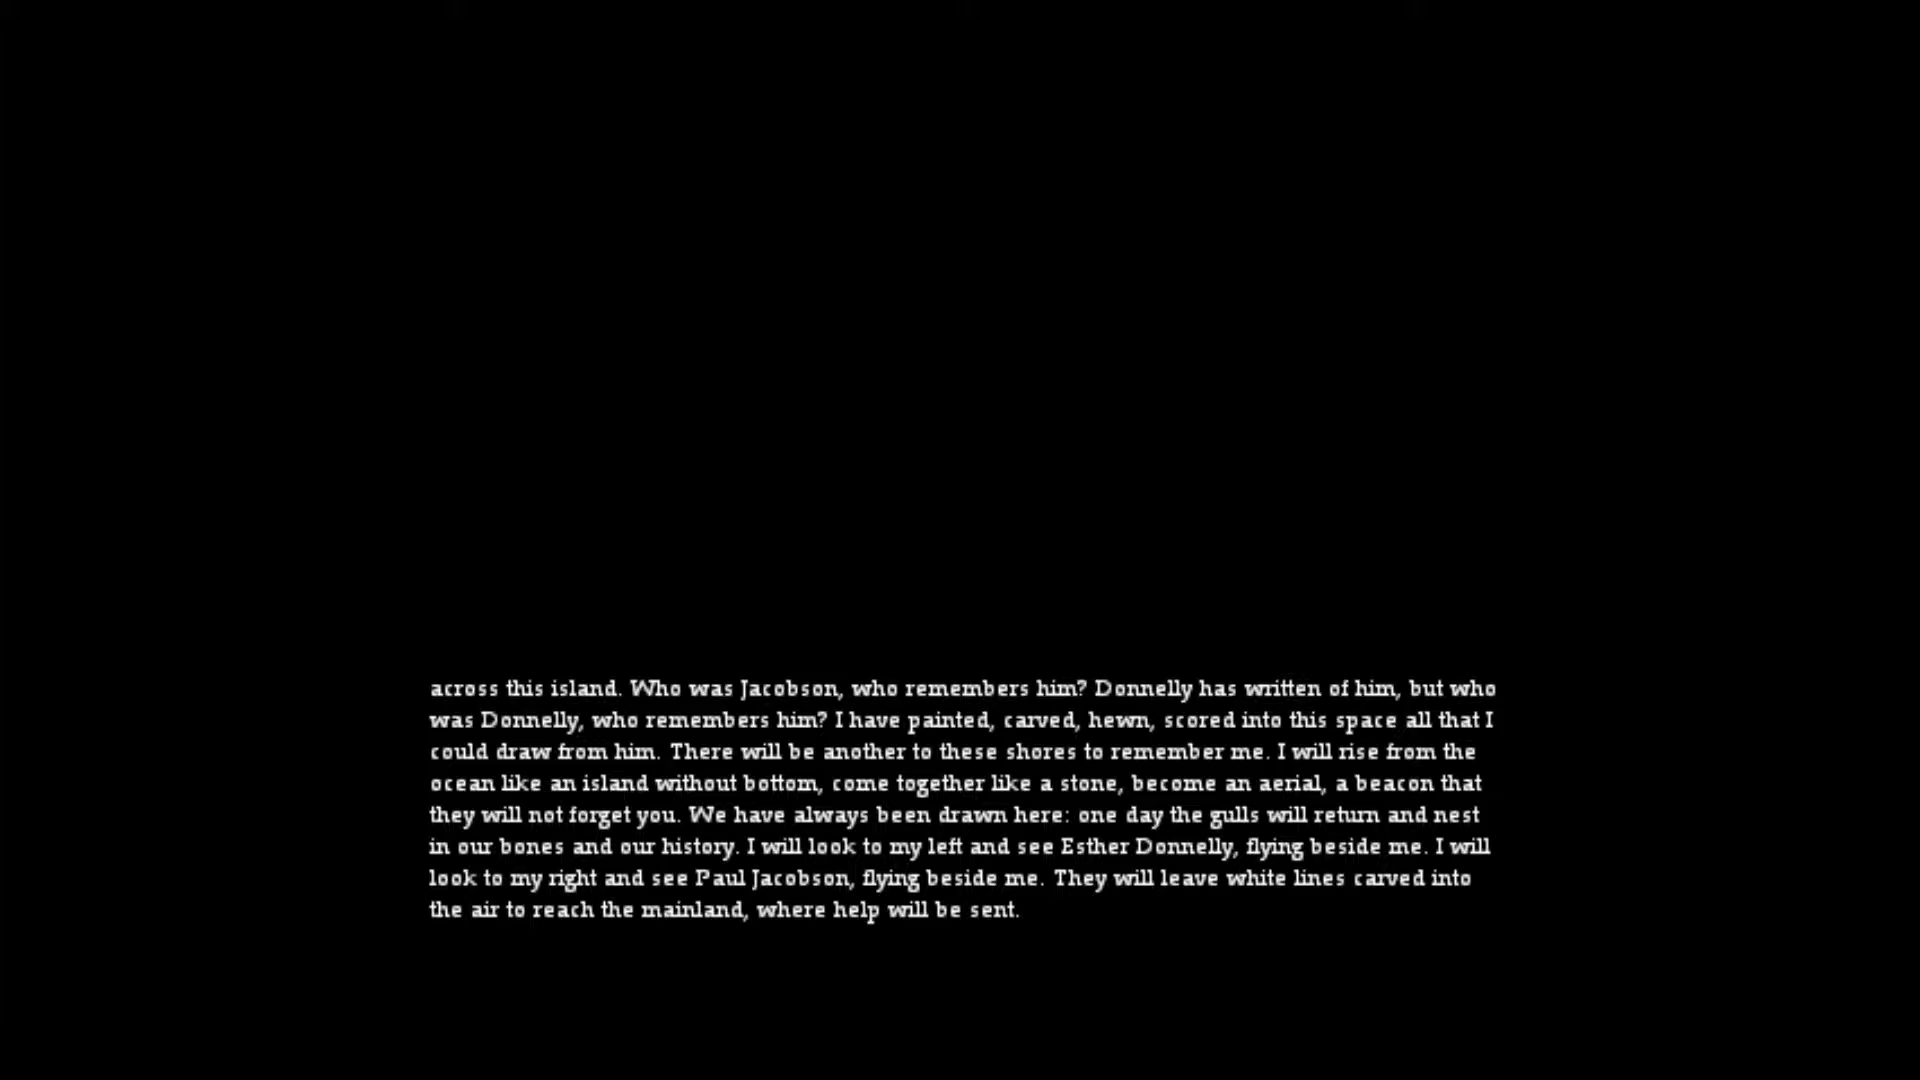 across this island. Who was Jacobson, who remembers him? Donnelly has written of him, but who
was Donnelly, who remembers him? I have painted, carved, hewn, scored into this space all that I
could draw from him. There will be another to these shores to remember me. I will rise from the
ocean like an island without bottom, come together like a stone, become an aerial, a beacon that
they will not forget you. We have always been drawn here: one day the gulls will return and nest
in our bones and our history. I will look to my left and see Esther Donnelly, flying beside me. I will
look to my right and see Paul Jacobson, flying beside me. They will leave white lines carved into
the air to reach the mainland, where help will be sent.